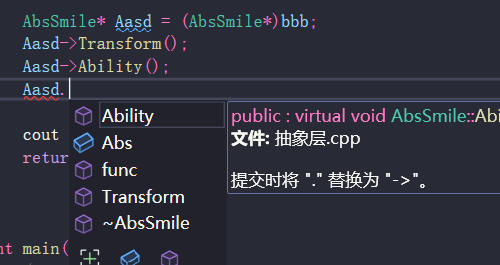 AbsSmile* Aasd = (AbsSmile*)bbb;
Aasd->Transform();
Aasd->Ability();
Aasd.
Ability
Abs
func
Transform
~AbsSmile
public : virtual void AbsSmile::Abi
文件: 抽象层.cpp
提交时将 "." 替换为 "->"。
cout
retur
nt main(